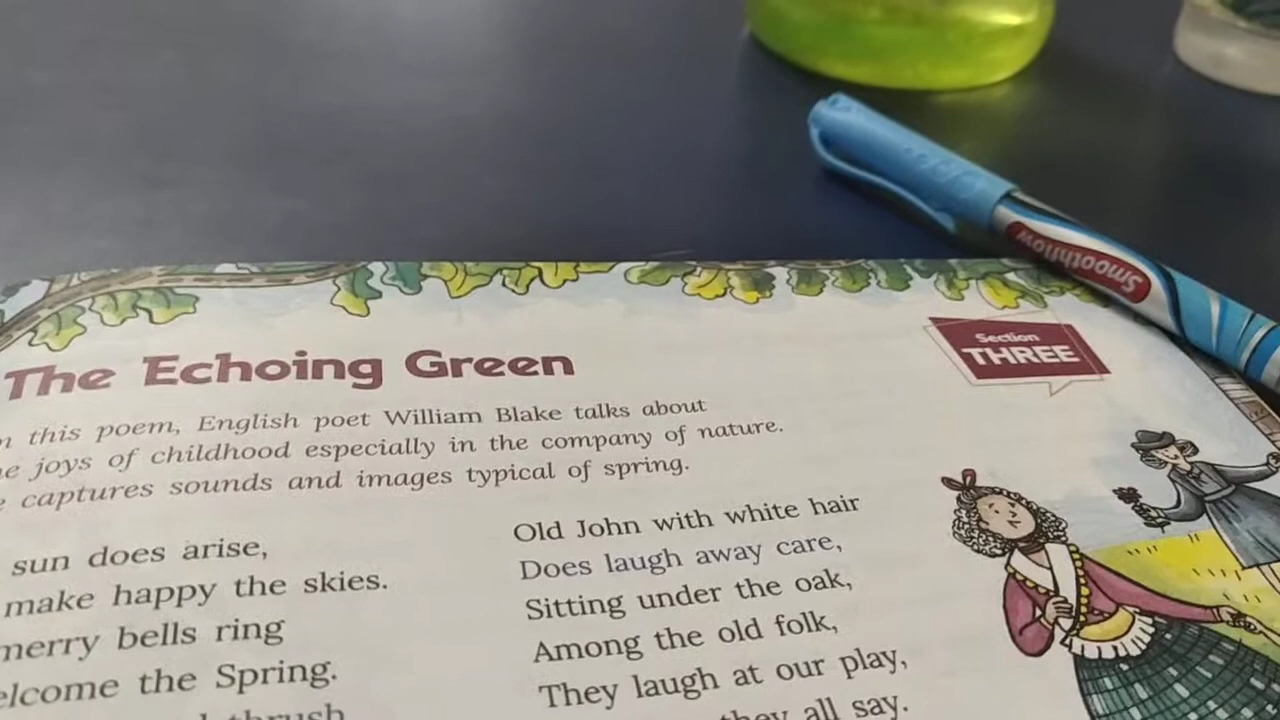 Smoothflow
Section
THREE
The Echoing Green
this poem, English poet William Blake talks about
joys of childhood especially in the company of nature.
captures sounds and images typical of spring.
sun does arise,
make happy the skies.
merry bells ring
the Spring.
thrush
Old John with white hair
Does laugh away care,
Sitting under the oak,
Among the old folk,
They laugh at our play,
they all say.